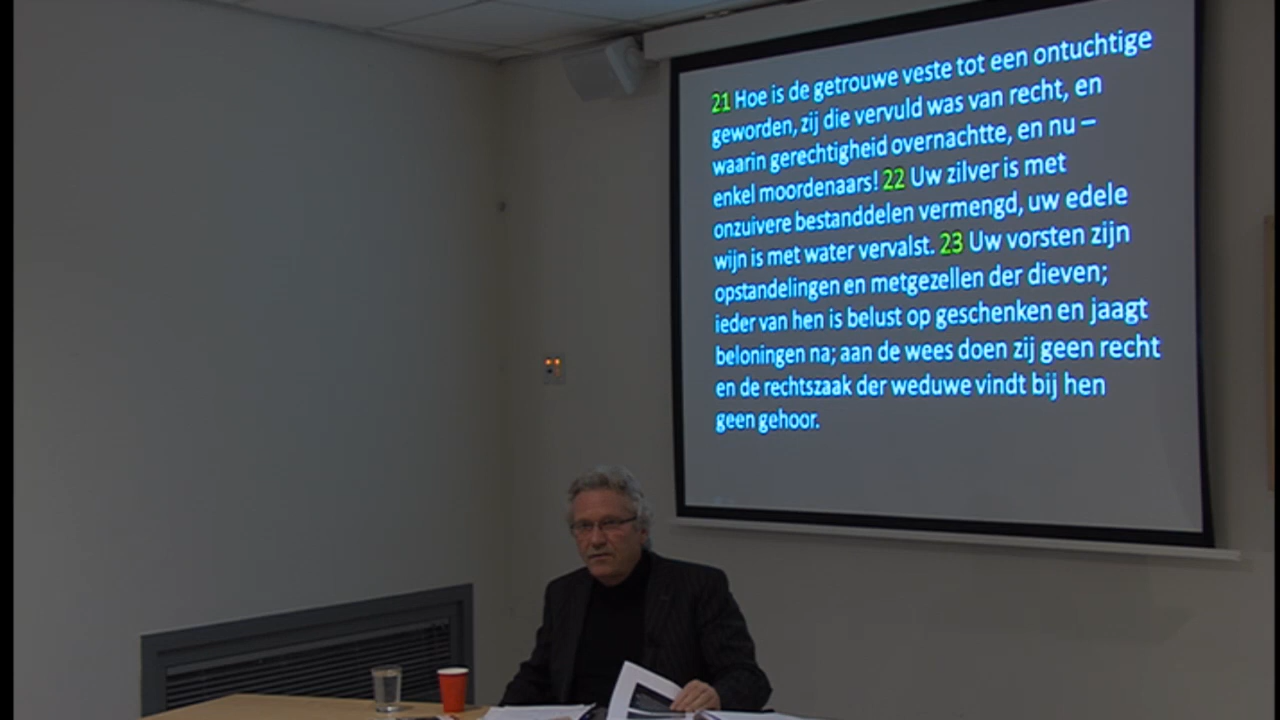 21 Hoe is de getrouwe veste tot een ontuchtige
geworden, zij die vervuld was van recht, en
waarin gerechtigheid overnachtte, en nu –
enkel moordenaars! 22 Uw zilver is met
onzuivere bestanddelen vermengd, uw edele
wijn is met water vervalst. 23 Uw vorsten zijn
opstandelingen en metgezellen der dieven;
ieder van hen is belust op geschenken en jaagt
beloningen na; aan de wees doen zij geen recht
en de rechtszaak der weduwe vindt bij hen
geen gehoor.